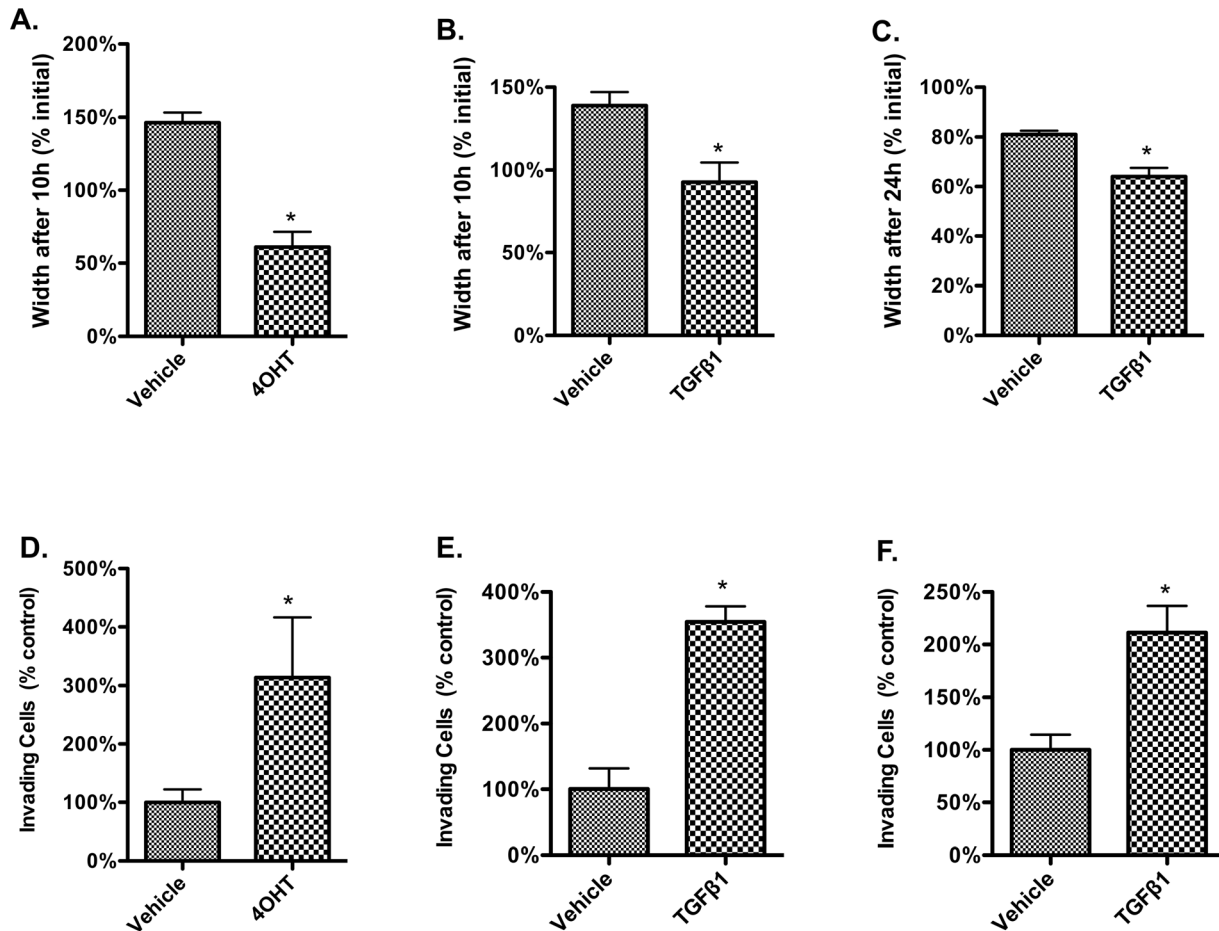 A.
Width after 10h (% initial)
200%
150%
100%
50%
0%
*
Vehicle
4OHT
B.
Width after 10h (% initial)
150%
100%
50%
0%
*
Vehicle
TGFβ1
C.
Width after 24h (% initial)
100%
80%
60%
40%
20%
0%
*
Vehicle
TGFβ1
D.
Invading Cells (% control)
500%
400%
300%
200%
100%
0%
*
Vehicle
4OHT
E.
Invading Cells (% control)
400%
300%
200%
100%
0%
*
Vehicle
TGFβ1
F.
Invading Cells (% control)
250%
200%
150%
100%
50%
0%
*
Vehicle
TGFβ1